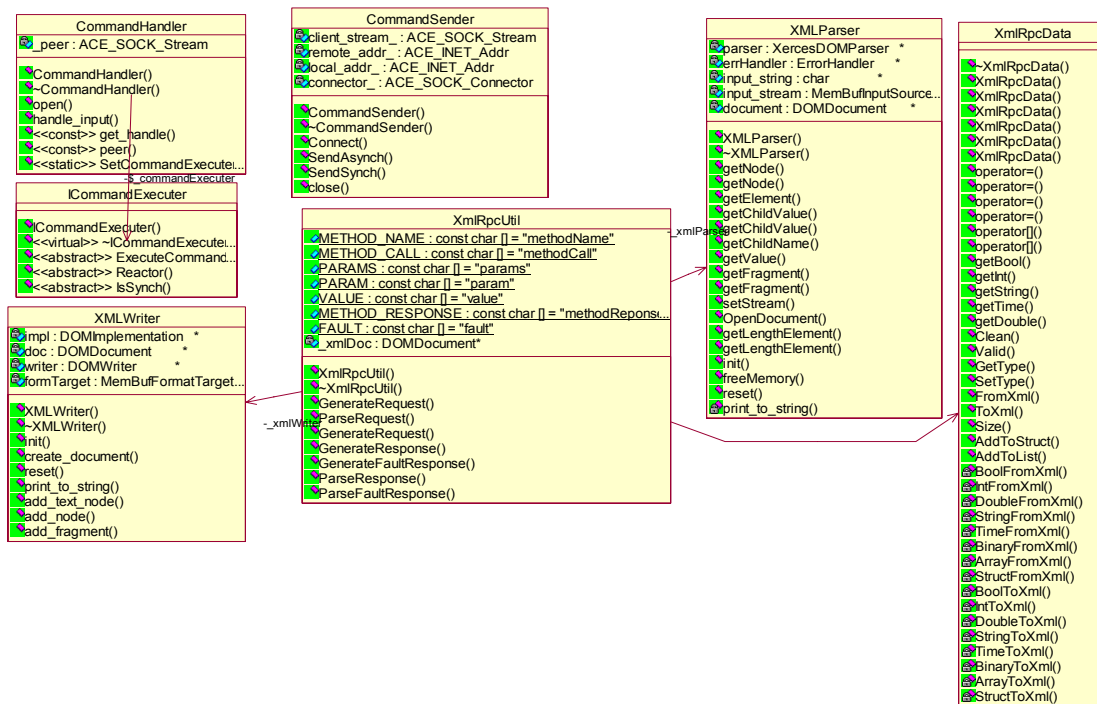 CommandHandler
_peer : ACE_SOCK_Stream
CommandHandler()
~CommandHandler()
open()
handle_input()
<<const>> get_handle()
<<const>> peer()
<<static>> SetCommandExecute...
-$_commandExecuter
ICommandExecuter
ICommandExecuter()
<<virtual>> ~ICommandExecute...
<<abstract>> ExecuteCommand...
<<abstract>> Reactor()
<<abstract>> IsSynch()
XMLWriter
impl : DOMImplementation *
doc : DOMDocument *
writer : DOMWriter *
formTarget : MemBufFormatTarget...
XMLWriter()
~XMLWriter()
init()
create_document()
reset()
print_to_string()
add_text_node()
add_node()
add_fragment()
CommandSender
client_stream_ : ACE_SOCK_Stream
remote_addr_ : ACE_INET_Addr
local_addr_ : ACE_INET_Addr
connector_ : ACE_SOCK_Connector
CommandSender()
~CommandSender()
Connect()
SendAsynch()
SendSynch()
close()
XmlRpcUtil
METHOD_NAME : const char [] = "methodName"
METHOD_CALL : const char [] = "methodCall"
PARAMS : const char [] = "params"
PARAM : const char [] = "param"
VALUE : const char [] = "value"
METHOD_RESPONSE : const char [] = "methodReponse...
FAULT : const char [] = "fault"
_xmlDoc : DOMDocument*
XmlRpcUtil()
~XmlRpcUtil()
GenerateRequest()
ParseRequest()
GenerateRequest()
GenerateResponse()
GenerateFaultResponse()
ParseResponse()
ParseFaultResponse()
-_xmlWriter
-_xmlParser
XMLParser
parser : XercesDOMParser *
errHandler : ErrorHandler *
input_string : char *
input_stream : MemBufInputSource...
document : DOMDocument *
XMLParser()
~XMLParser()
getNode()
getNode()
getElement()
getChildValue()
getChildValue()
getChildName()
getValue()
getFragment()
getFragment()
setStream()
OpenDocument()
getLengthElement()
getLengthElement()
init()
freeMemory()
reset()
print_to_string()
XmlRpcData
~XmlRpcData()
XmlRpcData()
XmlRpcData()
XmlRpcData()
XmlRpcData()
XmlRpcData()
XmlRpcData()
operator=()
operator=()
operator=()
operator[]()
operator[]()
getBool()
getInt()
getString()
getTime()
getDouble()
Clean()
Valid()
GetType()
SetType()
FromXml()
ToXml()
Size()
AddToStruct()
AddToList()
BoolFromXml()
IntFromXml()
DoubleFromXml()
StringFromXml()
TimeFromXml()
BinaryFromXml()
ArrayFromXml()
StructFromXml()
BoolToXml()
IntToXml()
DoubleToXml()
StringToXml()
TimeToXml()
BinaryToXml()
ArrayToXml()
StructToXml()